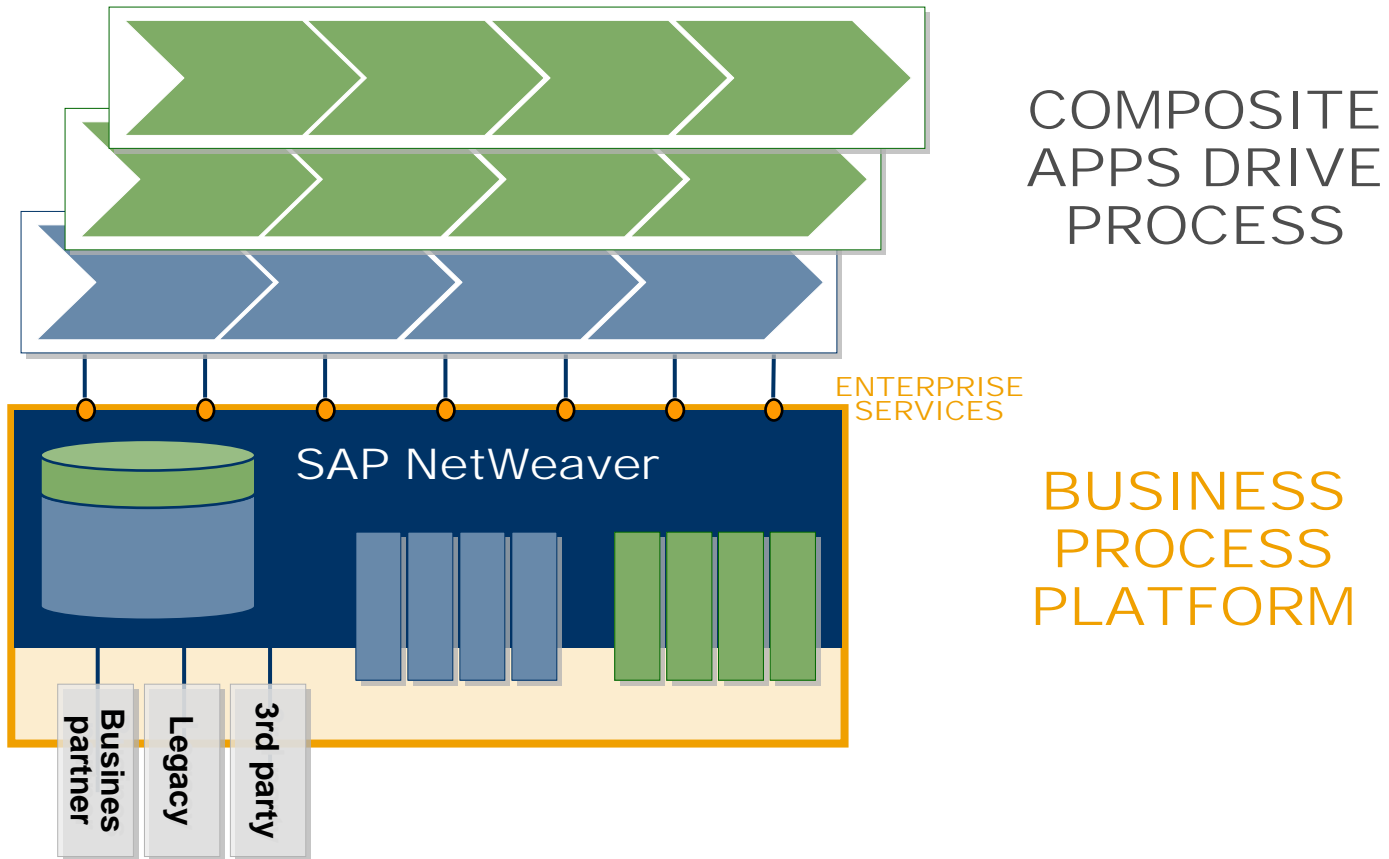 COMPOSITE
APPS DRIVE
PROCESS
ENTERPRISE
SERVICES
SAP NetWeaver
BUSINESS
PROCESS
PLATFORM
Busines
partner
Legacy
3rd party